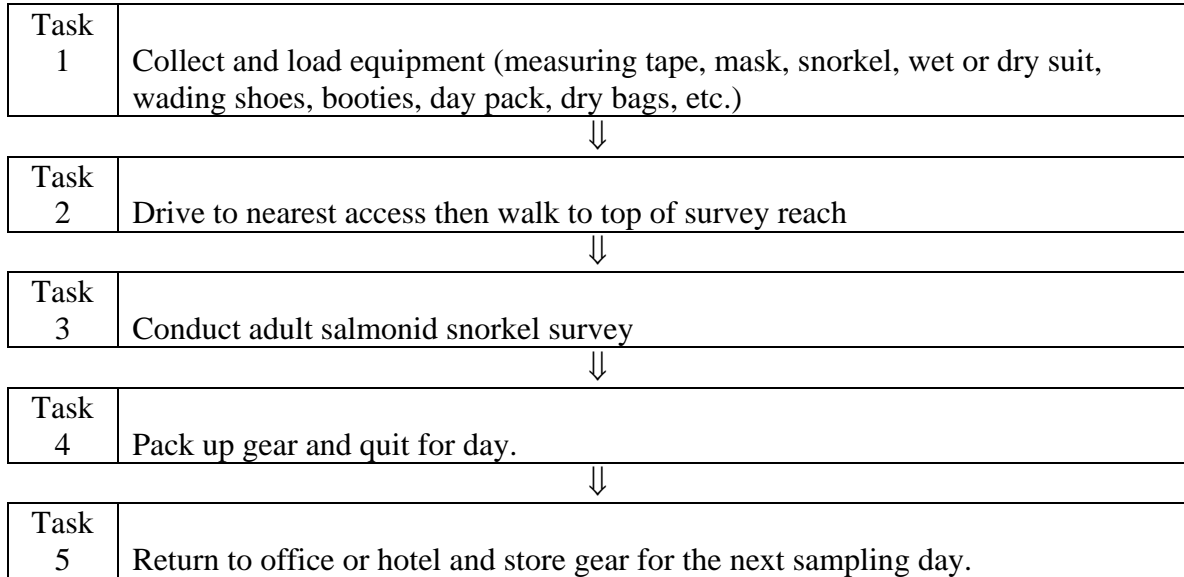 Task
1
Collect and load equipment (measuring tape, mask, snorkel, wet or dry suit,
wading shoes, booties, day pack, dry bags, etc.)
⇓
Task
2
Drive to nearest access then walk to top of survey reach
⇓
Task
3
Conduct adult salmonid snorkel survey
⇓
Task
4
Pack up gear and quit for day.
⇓
Task
5
Return to office or hotel and store gear for the next sampling day.